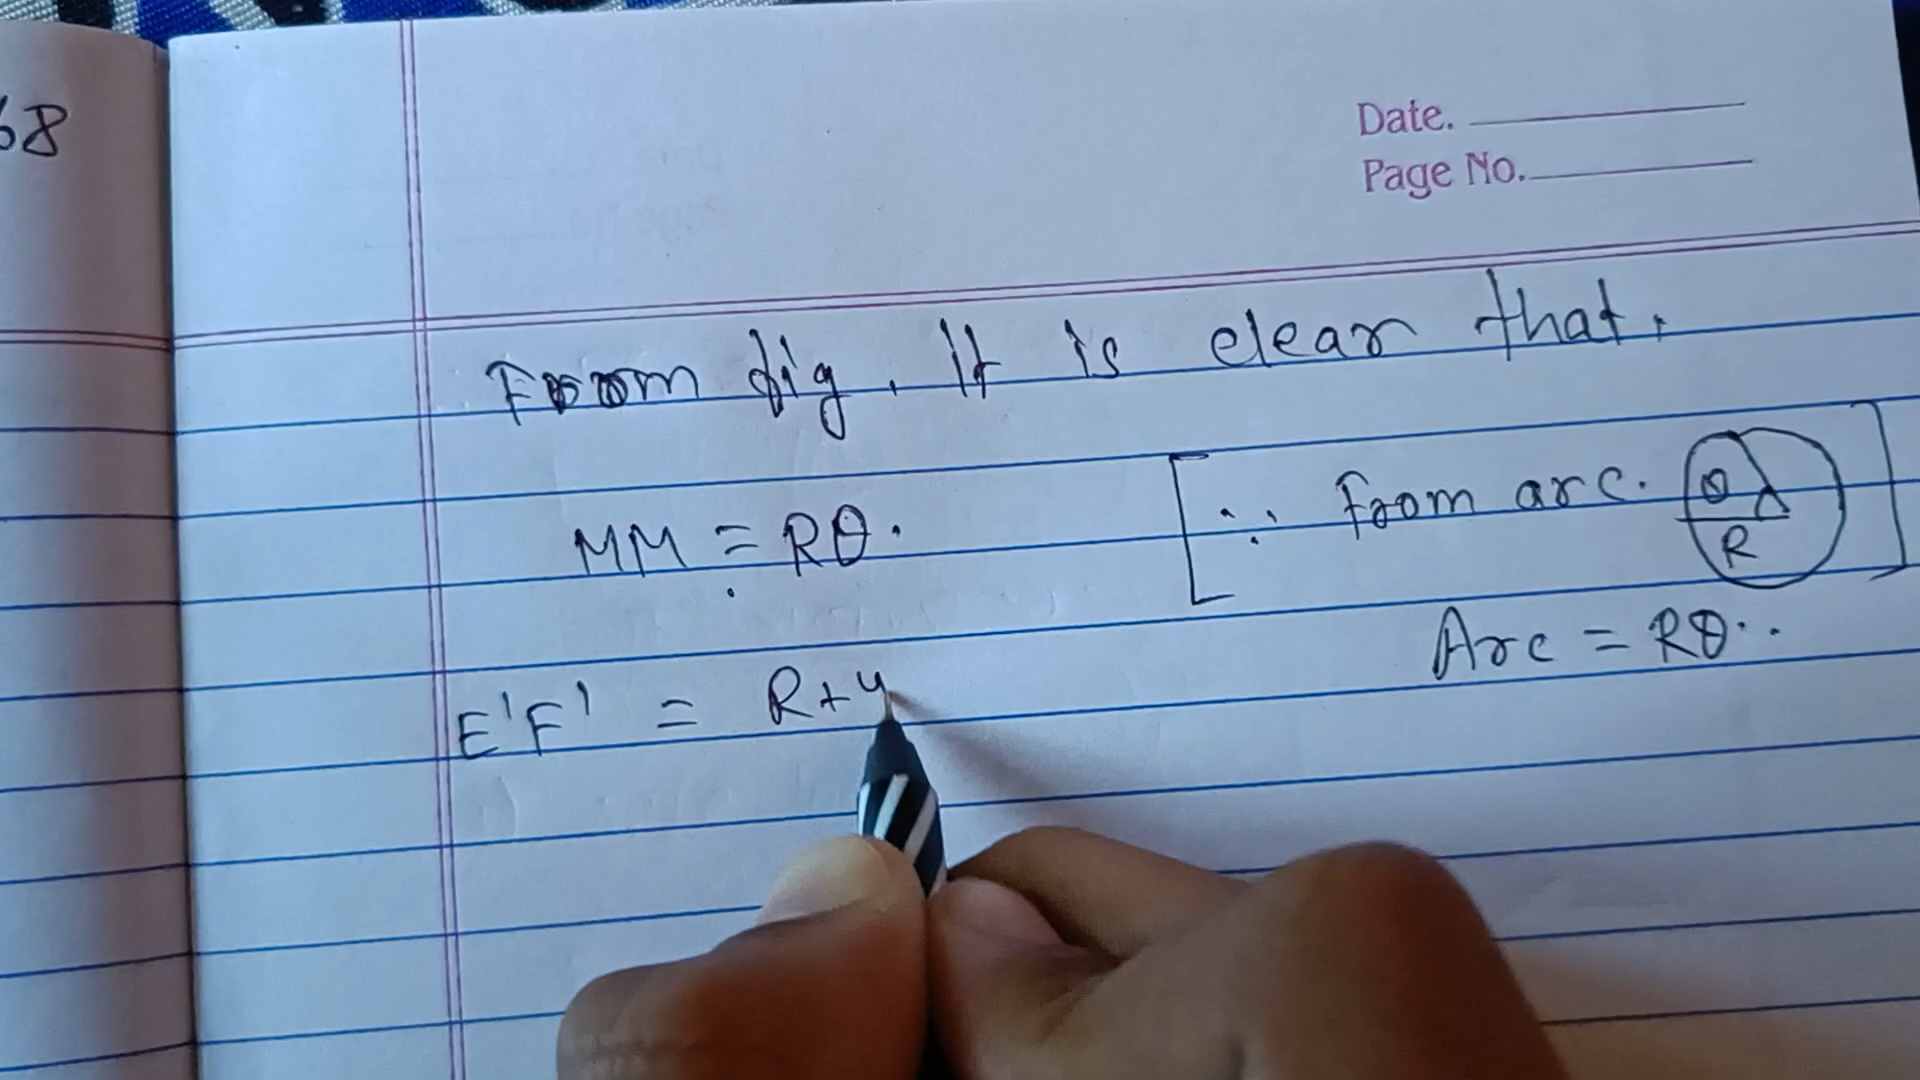 68
Date.
Page No.
From fig, It is clear that,
MM = Rθ.
[∵ from arc. θ R]
Arc = Rθ..
E'F' = R+y